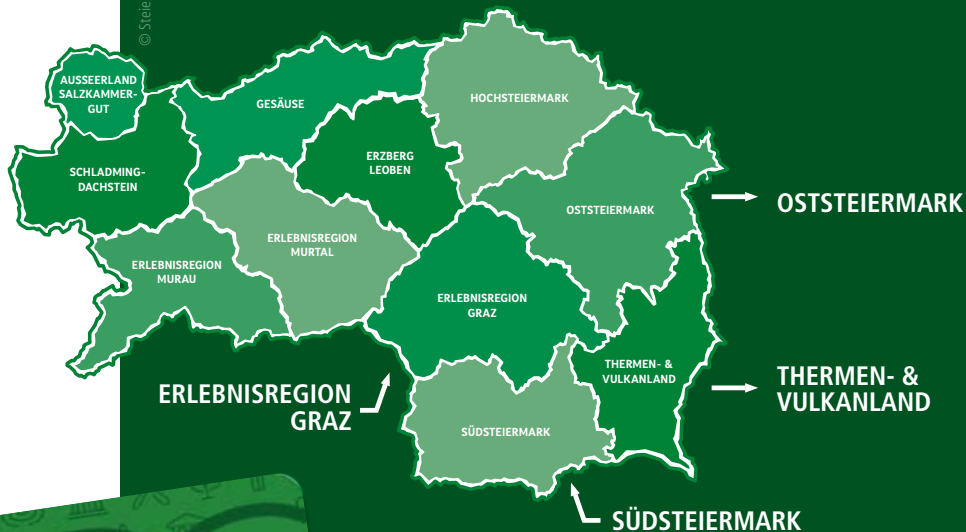 © Steie
AUSSEERLAND
SALZKAMMER-
GUT
GESÄUSE
HOCHSTEIERMARK
ERZBERG
LEOBEN
SCHLADMING-
DACHSTEIN
OSTSTEIERMARK
OSTSTEIERMARK
ERLEBNISREGION
MURTAL
ERLEBNISREGION
MURAU
ERLEBNISREGION
GRAZ
THERMEN- &
VULKANLAND
THERMEN- &
VULKANLAND
ERLEBNISREGION
GRAZ
SÜDSTEIERMARK
SÜDSTEIERMARK